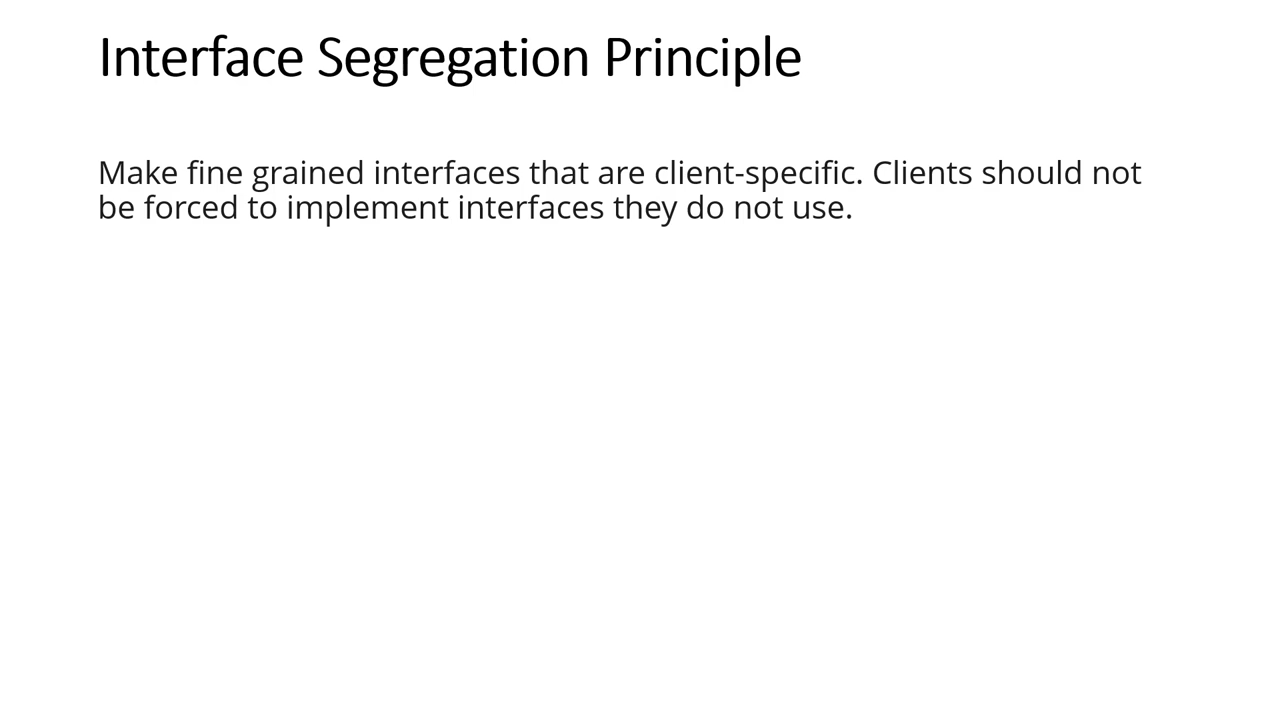 Interface Segregation Principle
Make fine grained interfaces that are client-specific. Clients should not
be forced to implement interfaces they do not use.